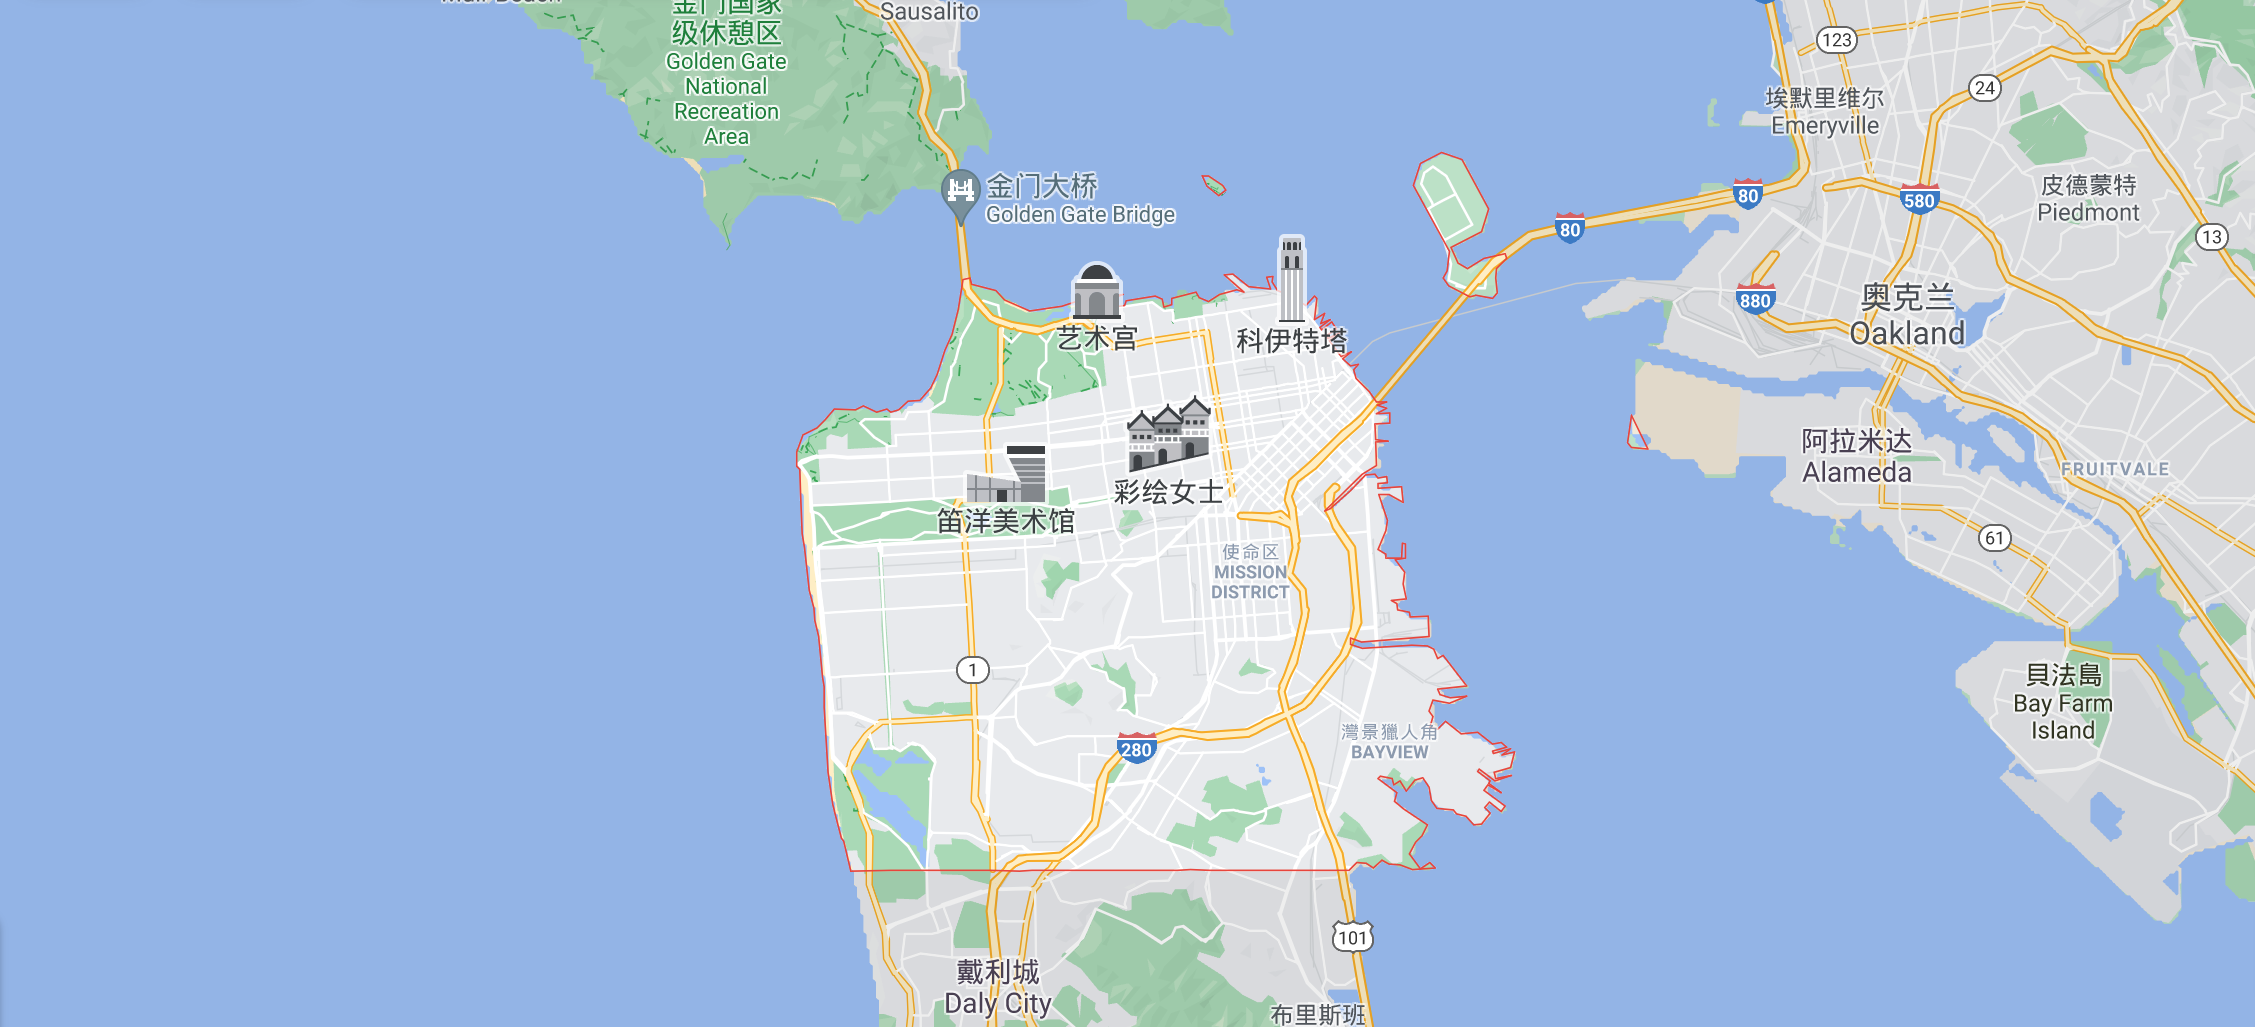 金门国家
级休憩区
Golden Gate
National
Recreation
Area
Sausalito
123
24
埃默里维尔
Emeryville
金门大桥
Golden Gate Bridge
80
80
580
皮德蒙特
Piedmont
13
880
奥克兰
Oakland
艺术宫
科伊特塔
阿拉米达
Alameda
FRUITVALE
彩绘女士
笛洋美术馆
61
使命区
MISSION
DISTRICT
1
貝法島
Bay Farm
Island
280
灣景獵人角
BAYVIEW
101
戴利城
Daly City
布里斯班